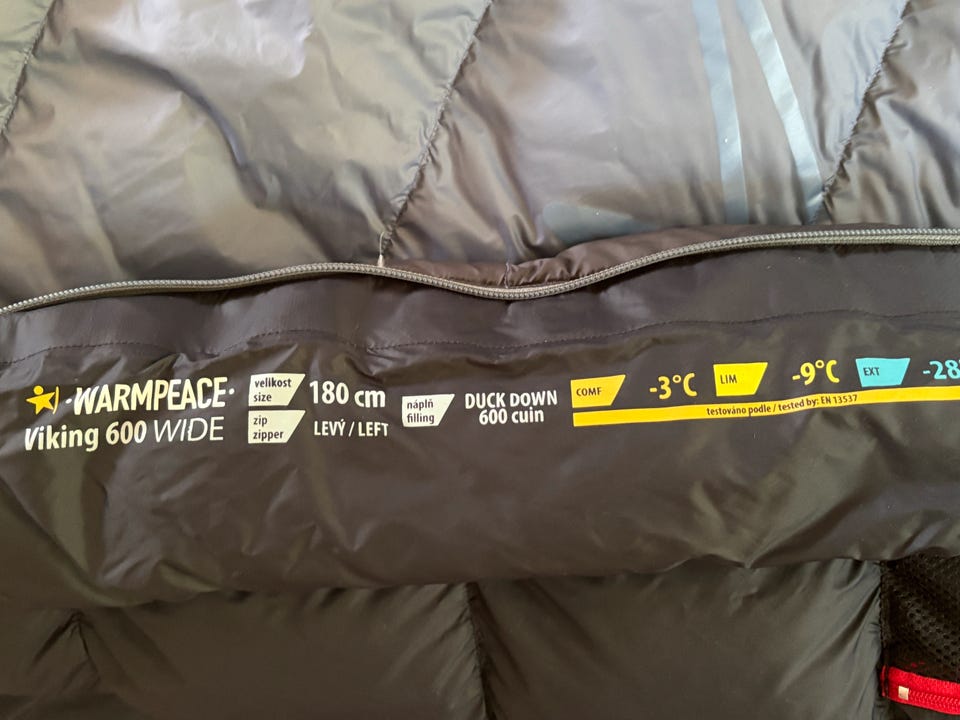 ·WARMPEACE·
Viking 600 WIDE
velikost
size
180 cm
zip
zipper
LEVÝ / LEFT
náplň
filling
DUCK DOWN
600 cuin
COMF
-3°C
LIM
-9°C
EXT
-28°
testováno podle / tested by: EN 13537